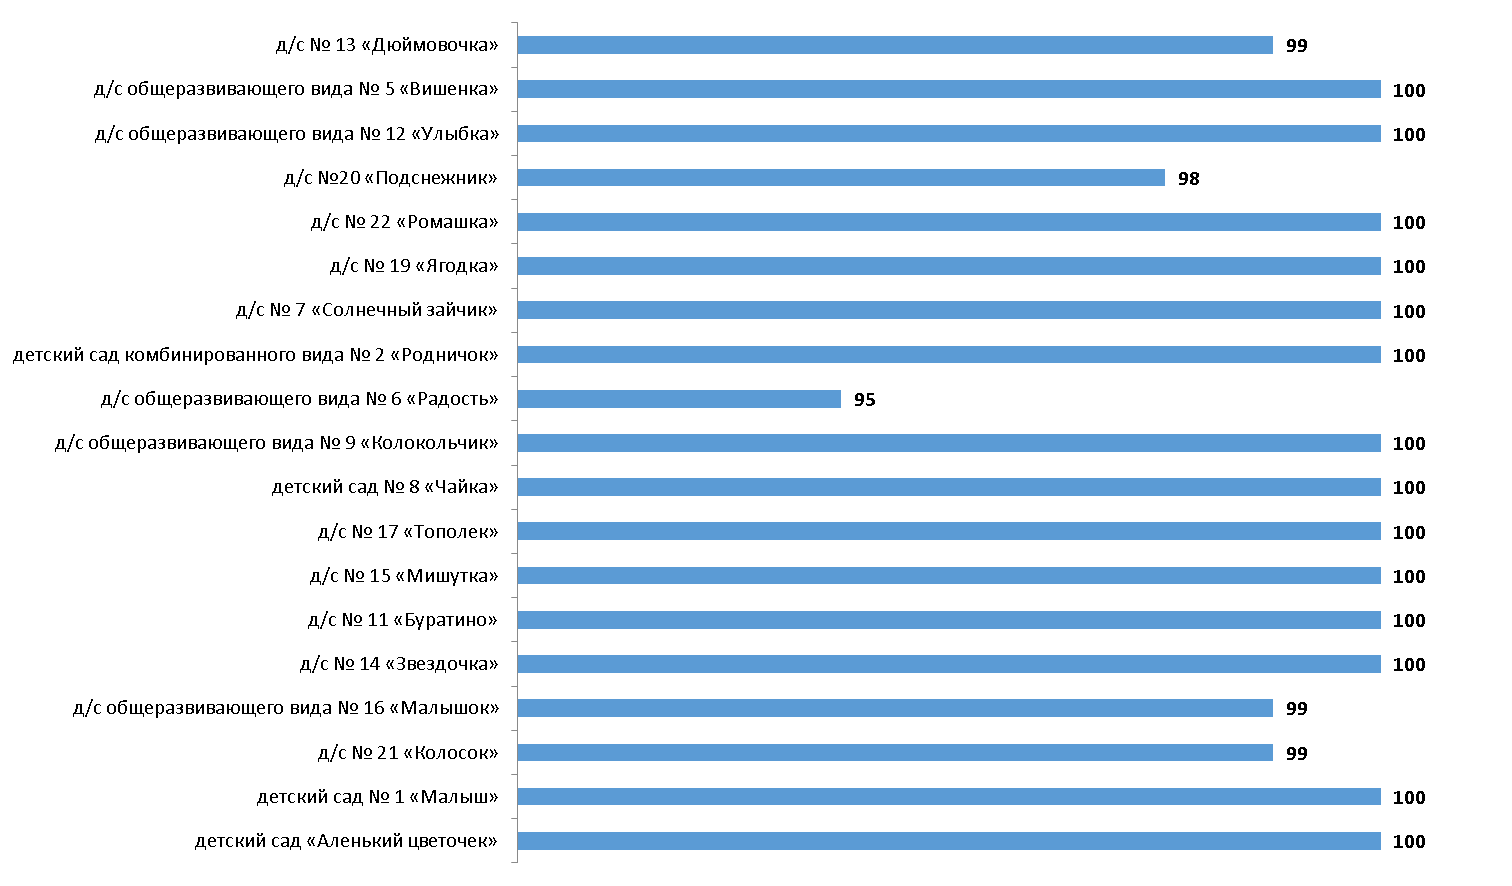 д/с № 13 «Дюймовочка» 99
д/с общеразвивающего вида № 5 «Вишенка» 100
д/с общеразвивающего вида № 12 «Улыбка» 100
д/с №20 «Подснежник» 98
д/с № 22 «Ромашка» 100
д/с № 19 «Ягодка» 100
д/с № 7 «Солнечный зайчик» 100
детский сад комбинированного вида № 2 «Родничок» 100
д/с общеразвивающего вида № 6 «Радость» 95
д/с общеразвивающего вида № 9 «Колокольчик» 100
детский сад № 8 «Чайка» 100
д/с № 17 «Тополек» 100
д/с № 15 «Мишутка» 100
д/с № 11 «Буратино» 100
д/с № 14 «Звездочка» 100
д/с общеразвивающего вида № 16 «Малышок» 99
д/с № 21 «Колосок» 99
детский сад № 1 «Малыш» 100
детский сад «Аленький цветочек» 100